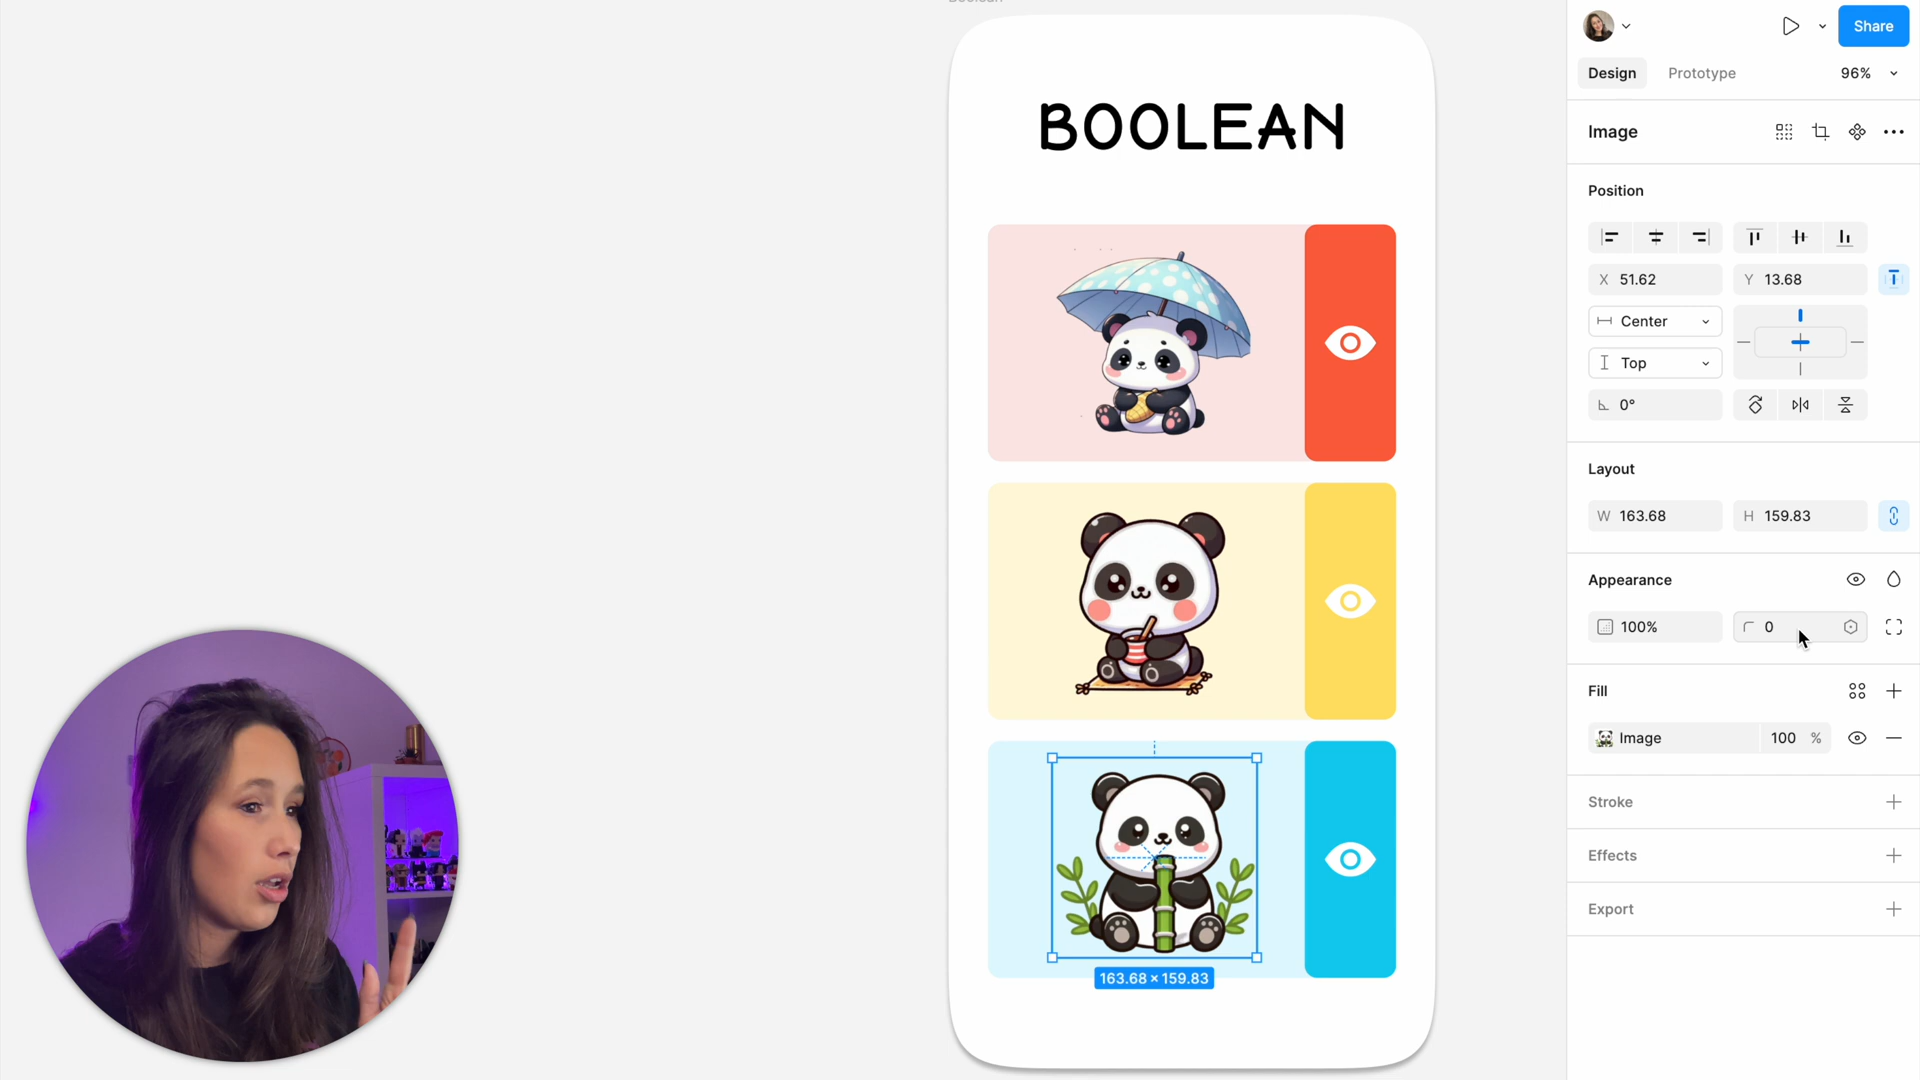 Boolean
BOOLEAN
163.68 × 159.83
Share
Design Prototype 96%
Image
Position
X 51.62 Y 13.68
Center
Top
0°
Layout
W 163.68 H 159.83
Appearance
100% 0
Fill
Image 100 %
Stroke
Effects
Export